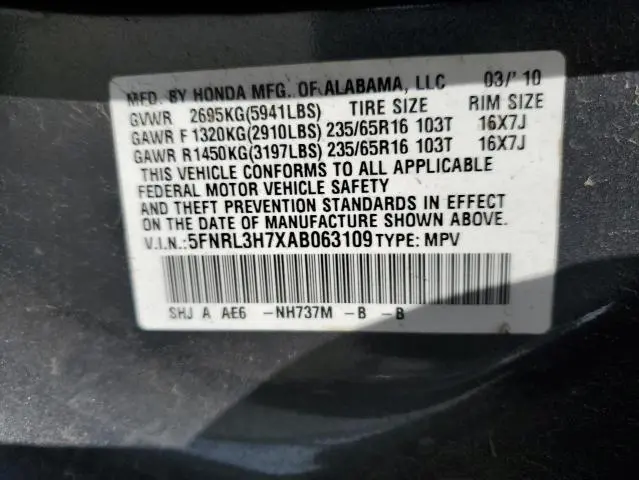 MFD. BY HONDA MFG. OF ALABAMA, LLC 03/'10
GVWR 2695KG(5941LBS) TIRE SIZE RIM SIZE
GAWR F 1320KG(2910LBS) 235/65R16 103T 16X7J
GAWR R1450KG(3197LBS) 235/65R16 103T 16X7J
THIS VEHICLE CONFORMS TO ALL APPLICABLE
FEDERAL MOTOR VEHICLE SAFETY
AND THEFT PREVENTION STANDARDS IN EFFECT
ON THE DATE OF MANUFACTURE SHOWN ABOVE.
V.I.N.:5FNRL3H7XAB063109 TYPE: MPV
SHJ A AE6 -NH737M -B -B